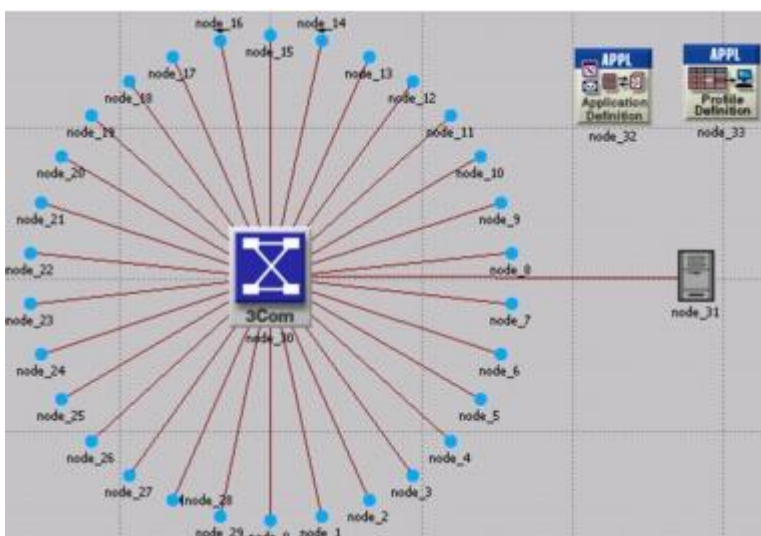 node_16
node_14
node_15
node_17
node_13
node_18
node_12
node_19
node_11
node_20
node_10
node_21
node_9
node_22
node_8
node_23
node_7
node_24
node_6
node_25
node_5
node_26
node_4
node_27
node_3
node_28
node_2
node_29
node_0
node_1
3Com
node_30
APPL
Application
Definition
node_32
APPL
Profile
Definition
node_33
node_31